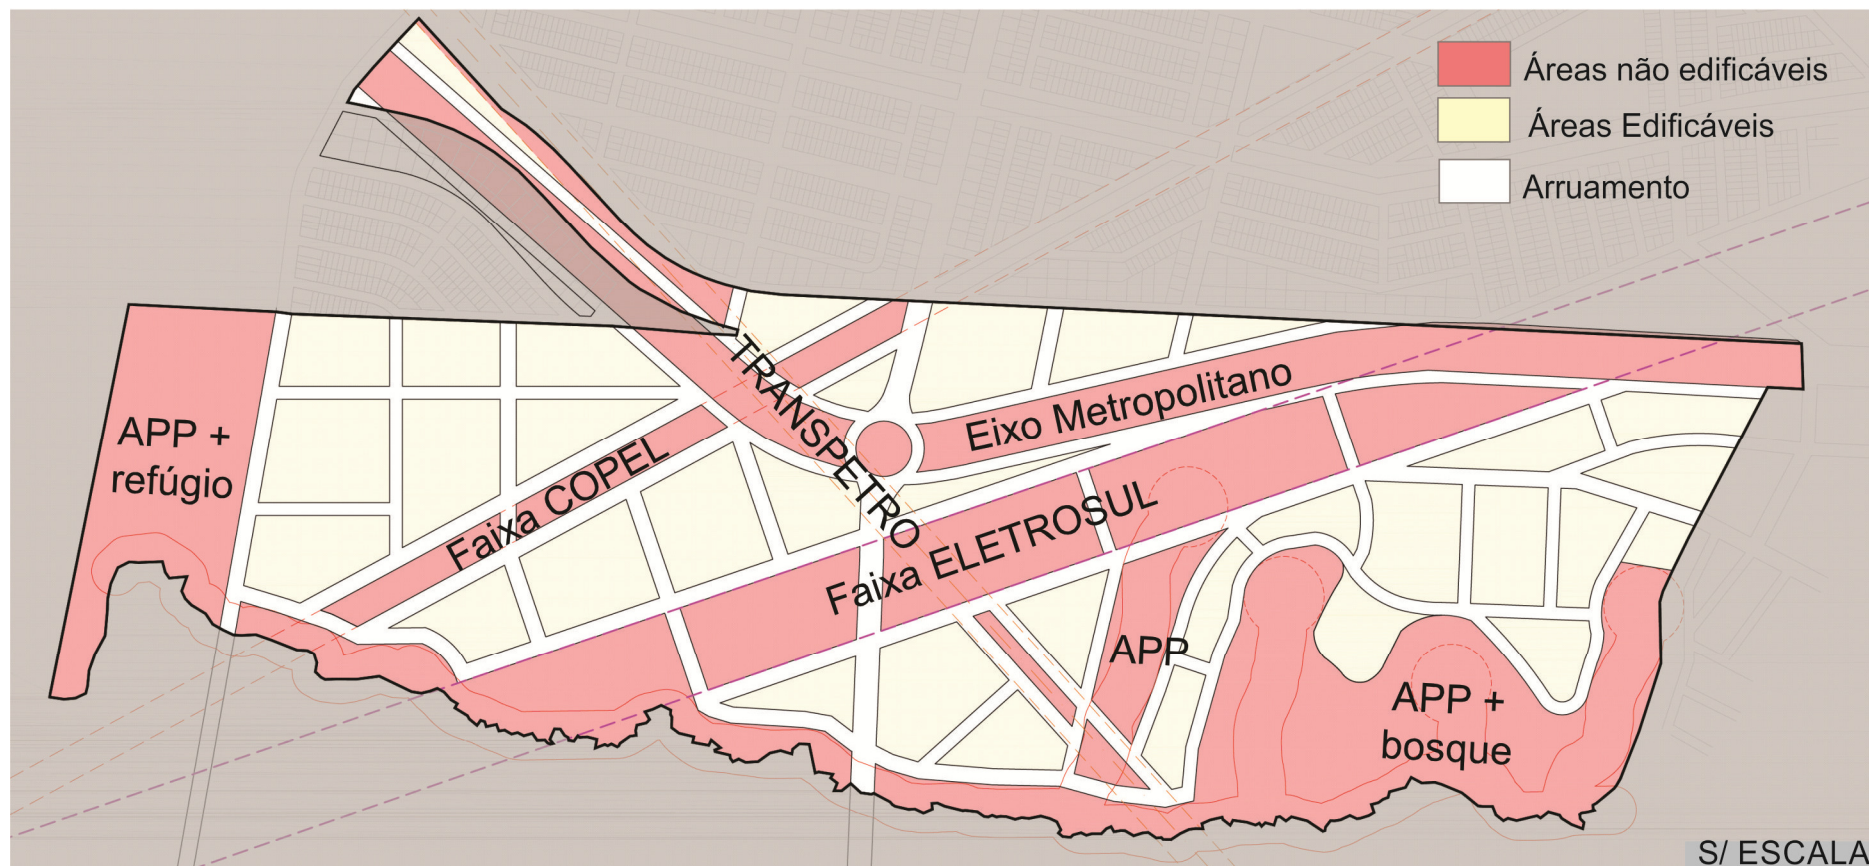 Áreas não edificáveis
Áreas Edificáveis
Arruamento
TRANSPETRO
Eixo Metropolitano
APP +
refúgio
Faixa COPEL
Faixa ELETROSUL
APP
APP +
bosque
S/ ESCALA